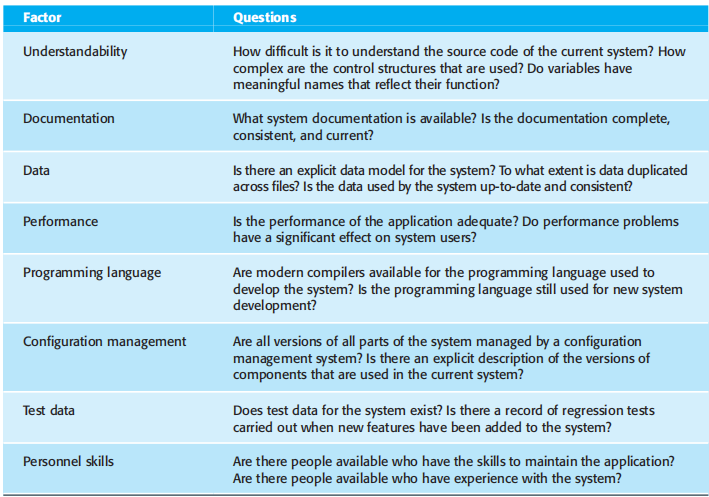 Factor Questions
Understandability How difficult is it to understand the source code of the current system? How
complex are the control structures that are used? Do variables have
meaningful names that reflect their function?
Documentation What system documentation is available? Is the documentation complete,
consistent, and current?
Data Is there an explicit data model for the system? To what extent is data duplicated
across files? Is the data used by the system up-to-date and consistent?
Performance Is the performance of the application adequate? Do performance problems
have a significant effect on system users?
Programming language Are modern compilers available for the programming language used to
develop the system? Is the programming language still used for new system
development?
Configuration management Are all versions of all parts of the system managed by a configuration
management system? Is there an explicit description of the versions of
components that are used in the current system?
Test data Does test data for the system exist? Is there a record of regression tests
carried out when new features have been added to the system?
Personnel skills Are there people available who have the skills to maintain the application?
Are there people available who have experience with the system?